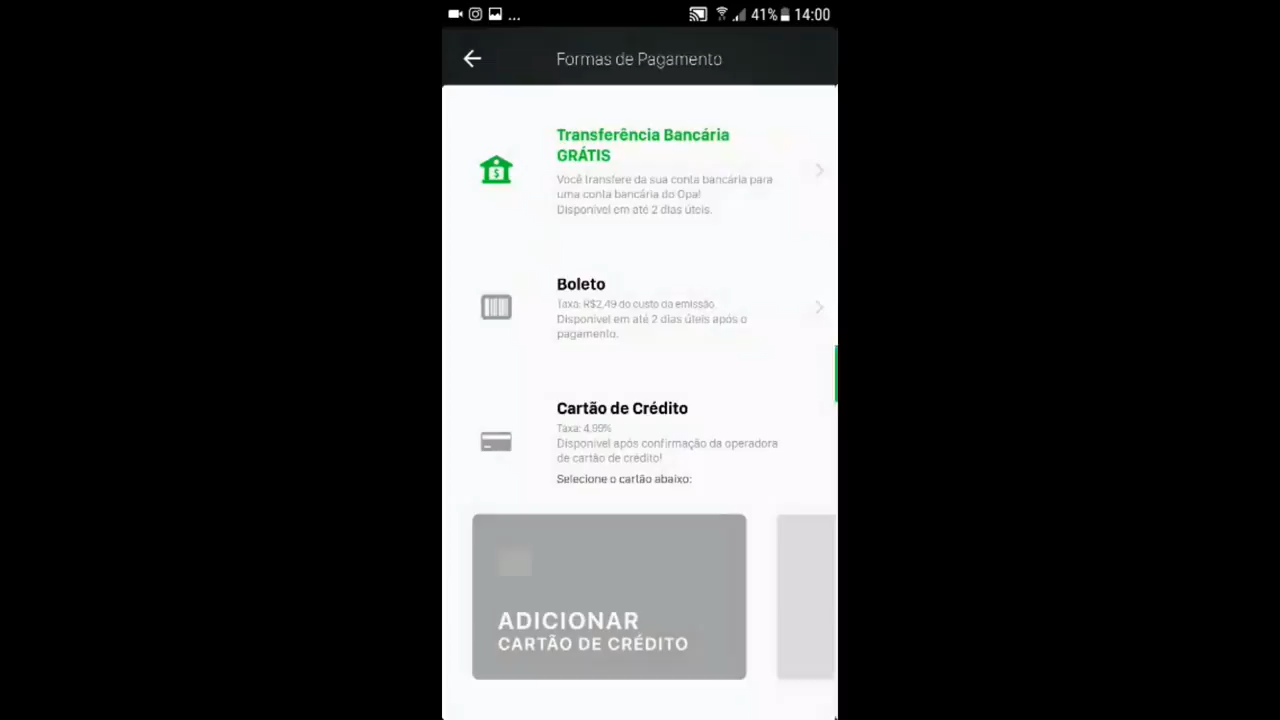 ... 41% 14:00
Formas de Pagamento
Transferência Bancária
GRÁTIS
Você transfere da sua conta bancária para
uma conta bancária do Opa!
Disponível em até 2 dias úteis.
Boleto
Taxa: R$2,49 do custo da emissão.
Disponível em até 2 dias úteis após o
pagamento.
Cartão de Crédito
Taxa: 4,99%
Disponível após confirmação da operadora
de cartão de crédito!
Selecione o cartão abaixo:
ADICIONAR
CARTÃO DE CRÉDITO